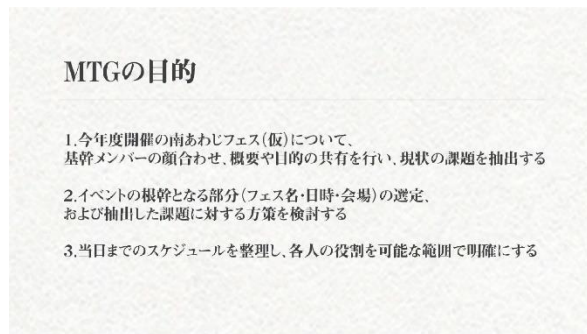 MTGの目的
1.今年度開催の南あわじフェス(仮)について、
基幹メンバーの顔合わせ、概要や目的の共有を行い、現状の課題を抽出する
2.イベントの根幹となる部分(フェス名・日時・会場)の選定、
および抽出した課題に対する方策を検討する
3.当日までのスケジュールを整理し、各人の役割を可能な範囲で明確にする